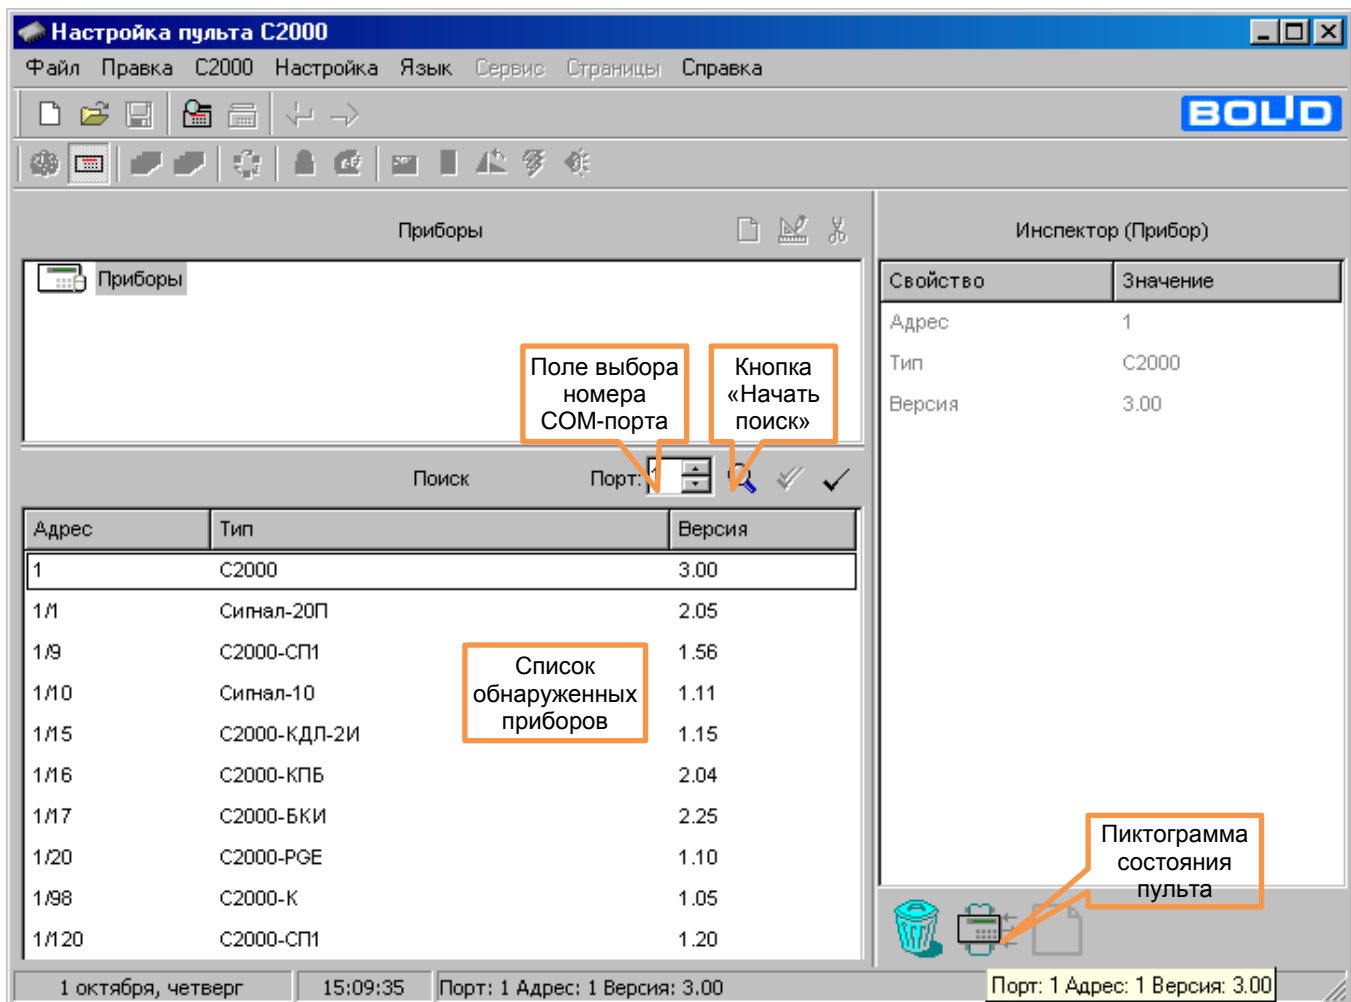 Настройка пульта С2000
Файл Правка С2000 Настройка Язык Сервис Страницы Справка
BOLID
Приборы
Инспектор (Прибор)
Приборы
Свойство Значение
Адрес 1
Тип С2000
Версия 3.00
Поле выбора
номера
COM-порта
Кнопка
«Начать
поиск»
Поиск Порт: 1
Адрес Тип Версия
1 С2000 3.00
1/1 Сигнал-20П 2.05
1/9 С2000-СП1 1.56
1/10 Сигнал-10 1.11
1/15 С2000-КДЛ-2И 1.15
1/16 С2000-КПБ 2.04
1/17 С2000-БКИ 2.25
1/20 С2000-PGE 1.10
1/98 С2000-К 1.05
1/120 С2000-СП1 1.20
Список
обнаруженных
приборов
Пиктограмма
состояния
пульта
1 октября, четверг 15:09:35 Порт: 1 Адрес: 1 Версия: 3.00
Порт: 1 Адрес: 1 Версия: 3.00